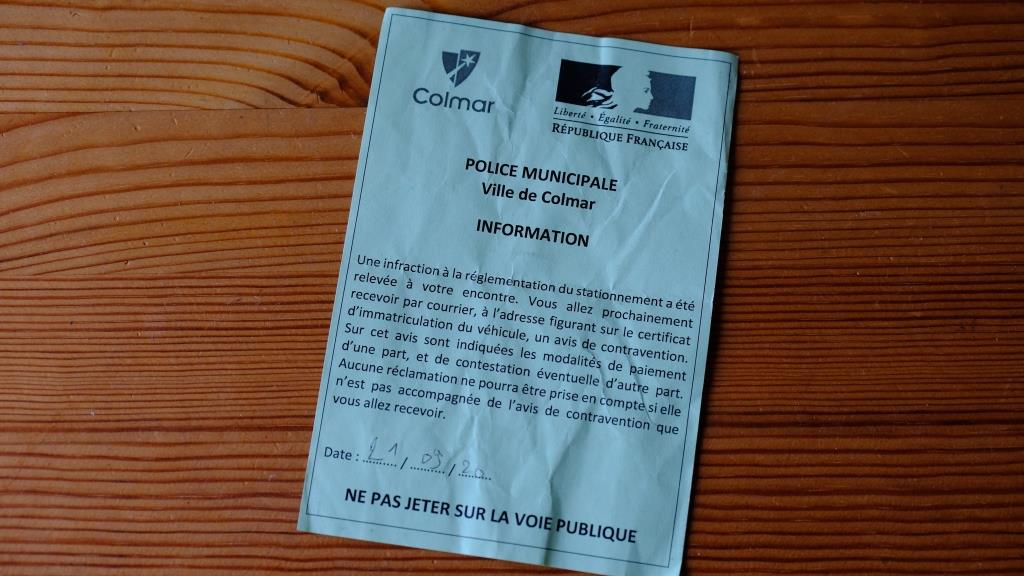 Colmar
Liberté • Égalité • Fraternité
RÉPUBLIQUE FRANÇAISE
POLICE MUNICIPALE
Ville de Colmar
INFORMATION
Une infraction à la réglementation du stationnement a été
relevée à votre encontre. Vous allez prochainement
recevoir par courrier, à l'adresse figurant sur le certificat
d'immatriculation du véhicule, un avis de contravention.
Sur cet avis sont indiquées les modalités de paiement
d'une part, et de contestation éventuelle d'autre part.
Aucune réclamation ne pourra être prise en compte si elle
n'est pas accompagnée de l'avis de contravention que
vous allez recevoir.
Date : 21 / 09 / 20
NE PAS JETER SUR LA VOIE PUBLIQUE